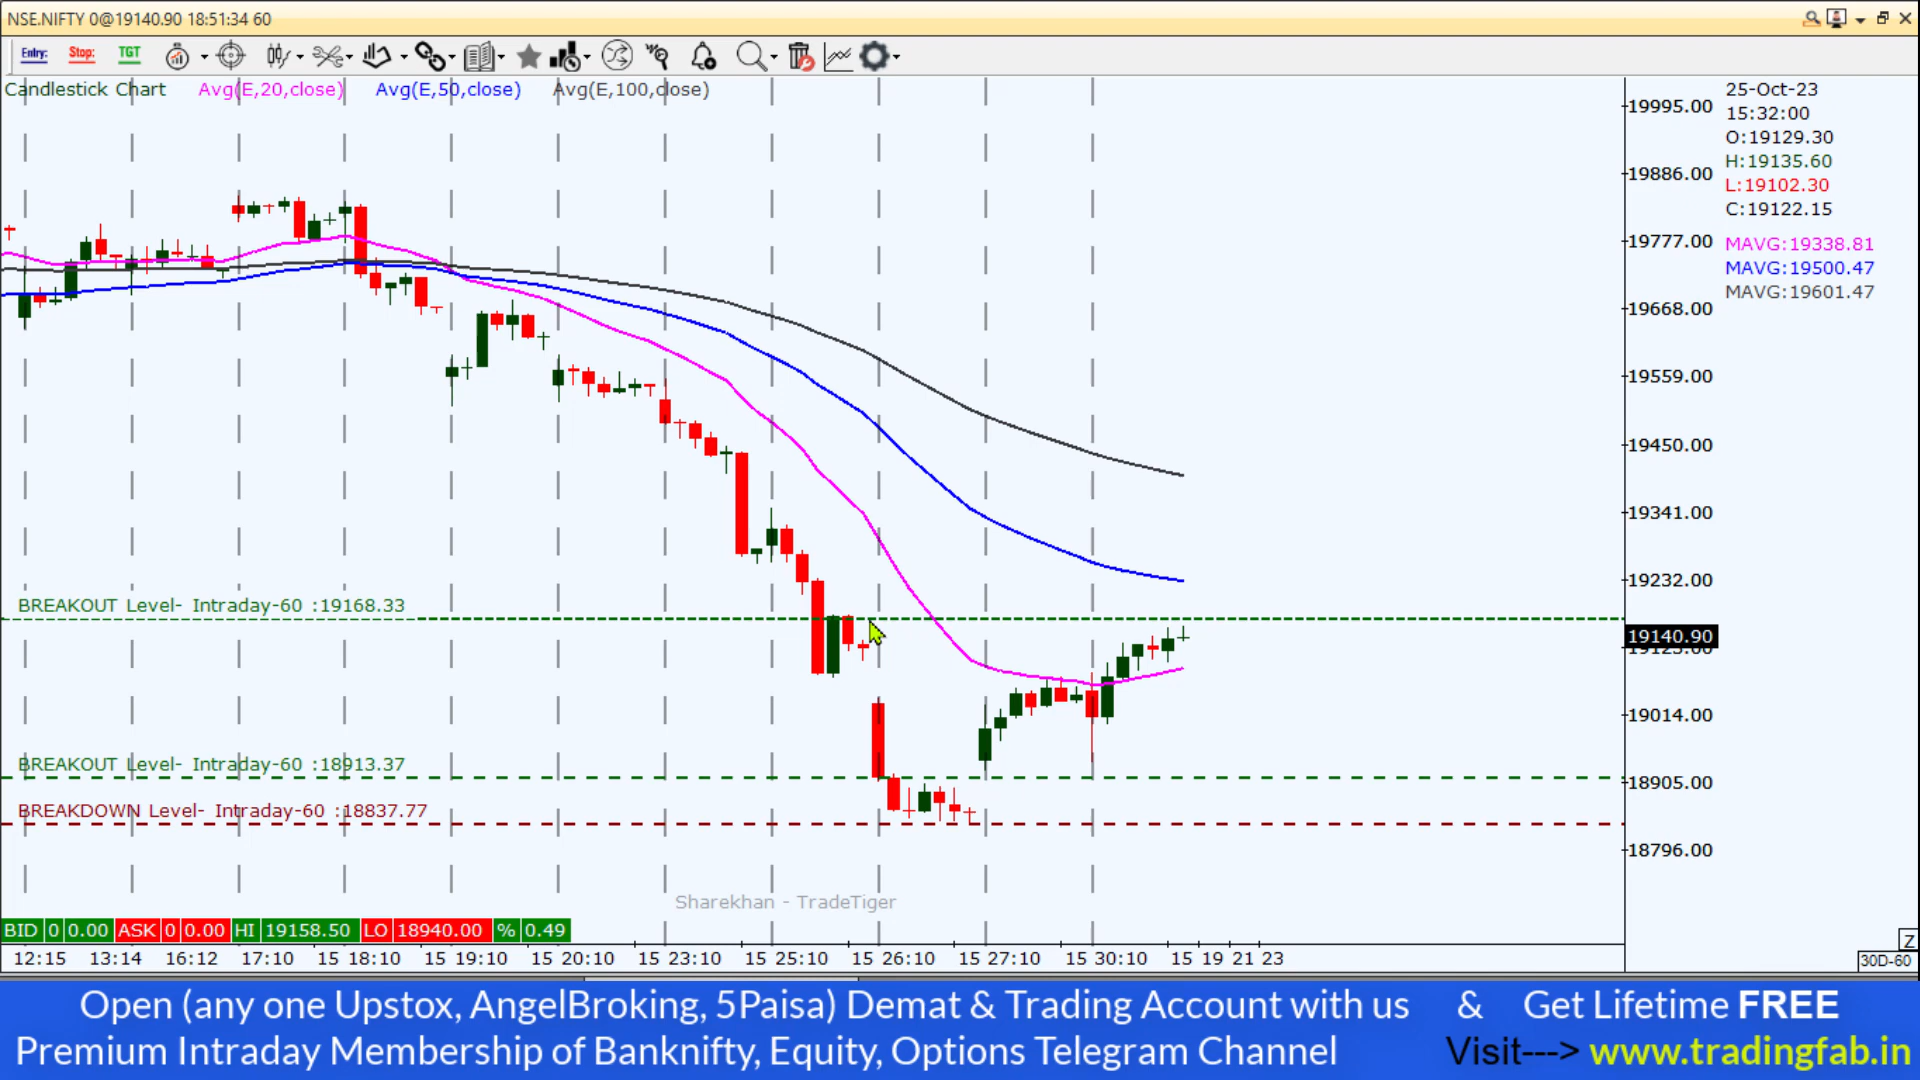 NSE.NIFTY 0@19140.90 18:51:34 60
Entry: Stop: TGT
Candlestick Chart Avg(E,20,close) Avg(E,50,close) Avg(E,100,close)
25-Oct-23
15:32:00
O:19129.30
H:19135.60
L:19102.30
C:19122.15
MAVG:19338.81
MAVG:19500.47
MAVG:19601.47
19995.00
19886.00
19777.00
19668.00
19559.00
19450.00
19341.00
19232.00
19140.90
19123.00
19014.00
18905.00
18796.00
BREAKOUT Level- Intraday-60 :19168.33
BREAKOUT Level- Intraday-60 :18913.37
BREAKDOWN Level- Intraday-60 :18837.77
Sharekhan - TradeTiger
BID 0 0.00 ASK 0 0.00 HI 19158.50 LO 18940.00 % 0.49
Z
12:15 13:14 16:12 17:10 15 18:10 15 19:10 15 20:10 15 23:10 15 25:10 15 26:10 15 27:10 15 30:10 15 19 21 23
30D-60
Open (any one Upstox, AngelBroking, 5Paisa) Demat & Trading Account with us & Get Lifetime FREE
Premium Intraday Membership of Banknifty, Equity, Options Telegram Channel Visit---> www.tradingfab.in